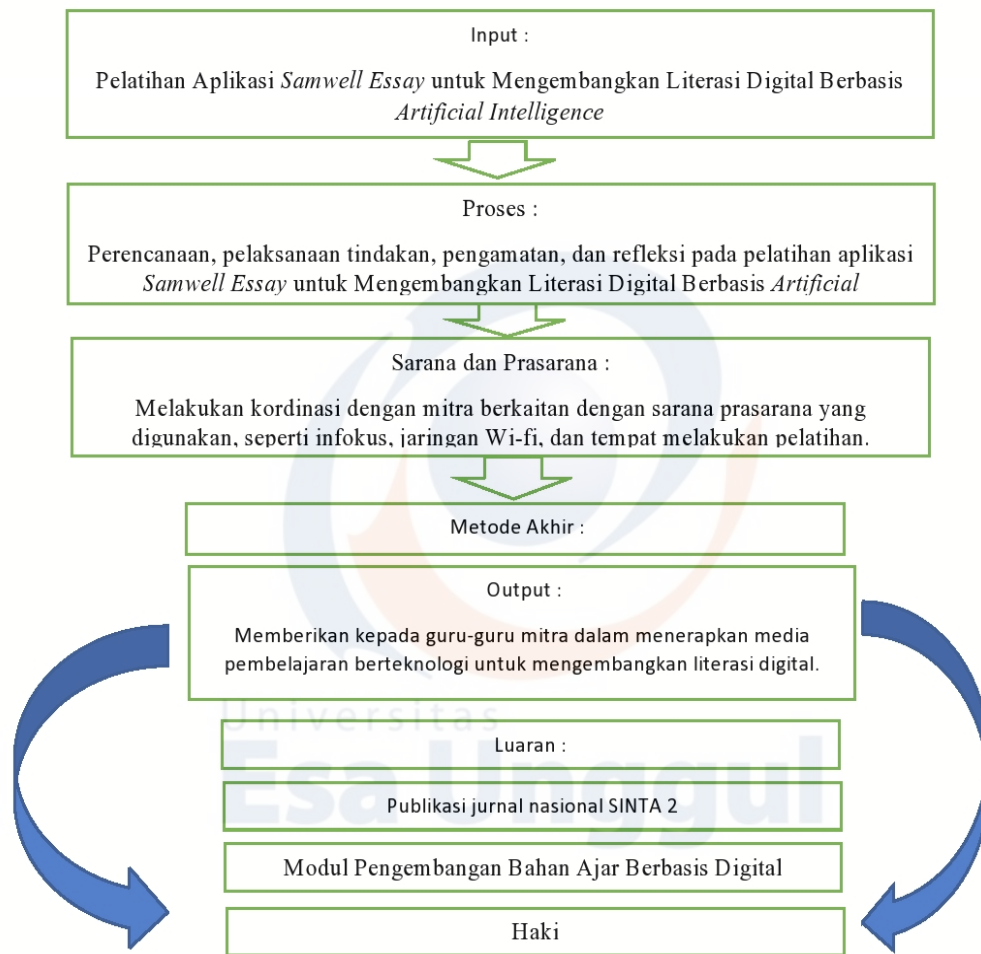 Input :
Pelatihan Aplikasi Samwell Essay untuk Mengembangkan Literasi Digital Berbasis
Artificial Intelligence
Proses :
Perencanaan, pelaksanaan tindakan, pengamatan, dan refleksi pada pelatihan aplikasi
Samwell Essay untuk Mengembangkan Literasi Digital Berbasis Artificial
Sarana dan Prasarana :
Melakukan kordinasi dengan mitra berkaitan dengan sarana prasarana yang
digunakan, seperti infokus, jaringan Wi-fi, dan tempat melakukan pelatihan.
Metode Akhir :
Output :
Memberikan kepada guru-guru mitra dalam menerapkan media
pembelajaran berteknologi untuk mengembangkan literasi digital.
Universitas
Esa Unggul
Luaran :
Publikasi jurnal nasional SINTA 2
Modul Pengembangan Bahan Ajar Berbasis Digital
Haki